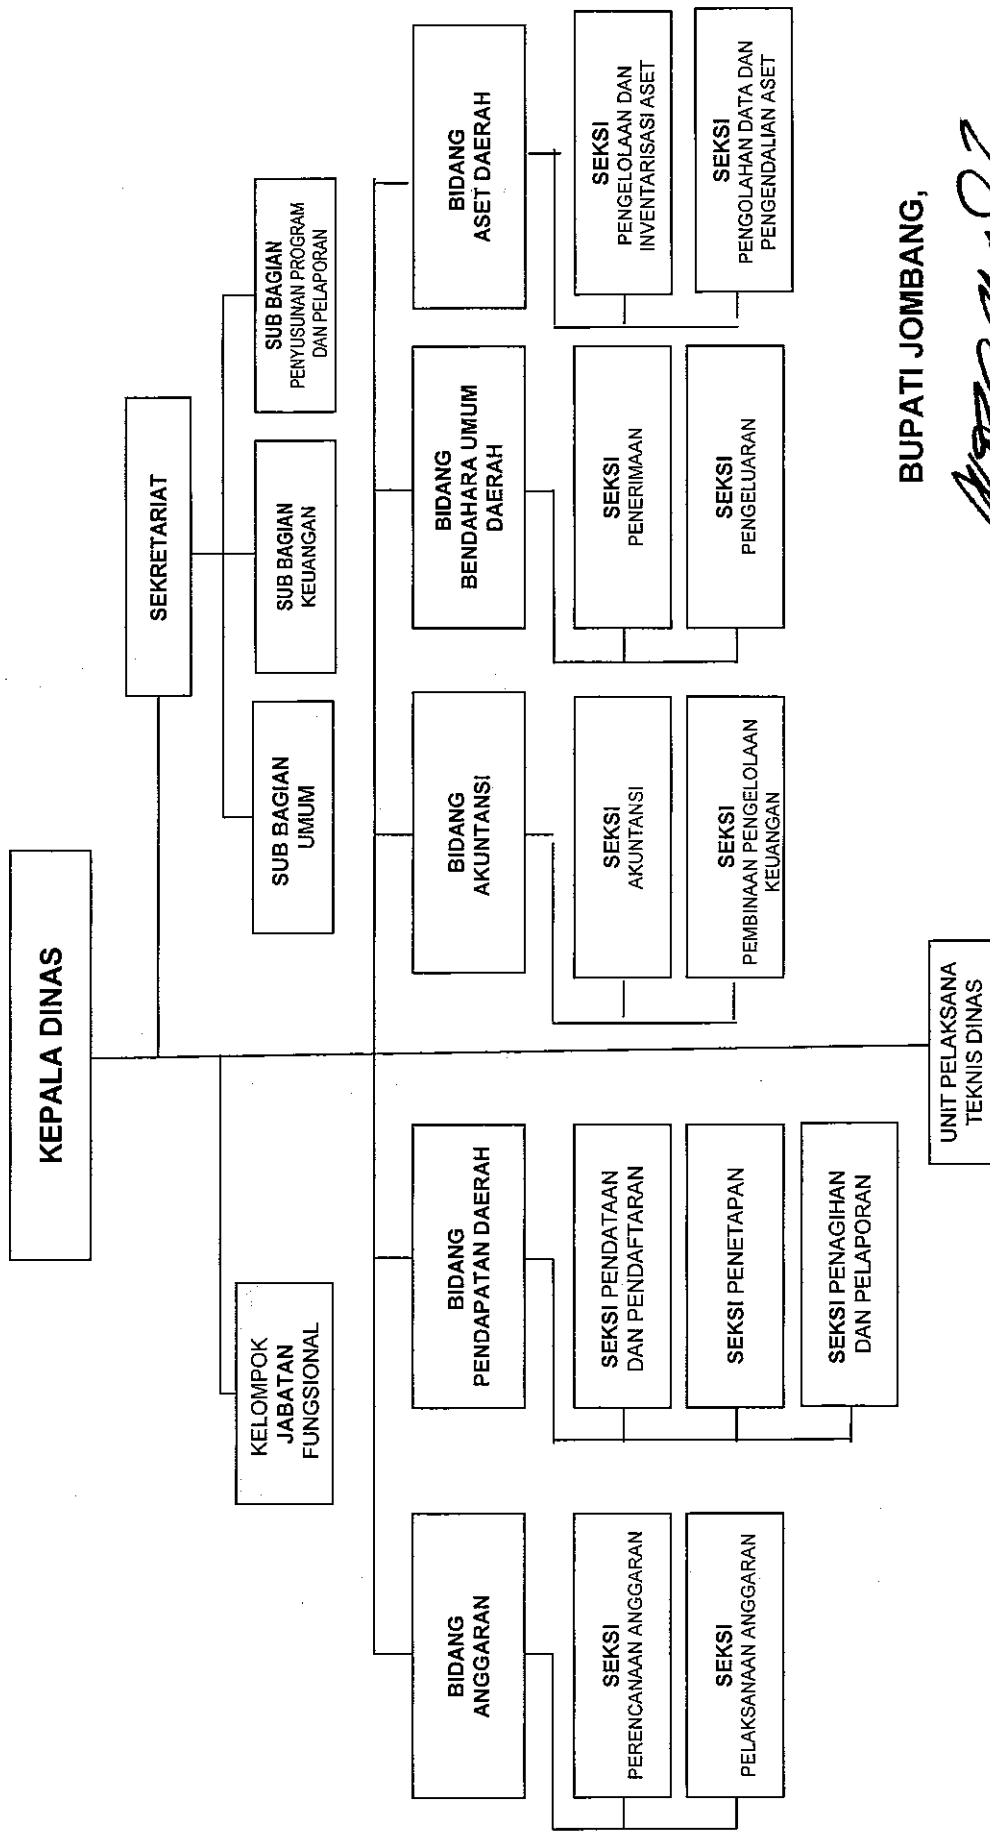 KEPALA DINAS
SEKRETARIAT
KELOMPOK
JABATAN
FUNGSIONAL
SUB BAGIAN
UMUM
SUB BAGIAN
KEUANGAN
SUB BAGIAN
PENYUSUNAN PROGRAM
DAN PELAPORAN
BIDANG
ANGGARAN
SEKSI
PERENCANAAN ANGGARAN
SEKSI
PELAKSANAAN ANGGARAN
BIDANG
PENDAPATAN DAERAH
SEKSI PENDATAAN
DAN PENDAFTARAN
SEKSI PENETAPAN
SEKSI PENAGIHAN
DAN PELAPORAN
BIDANG
AKUNTANSI
SEKSI
AKUNTANSI
SEKSI
PEMBINAAN PENGELOLAAN
KEUANGAN
BIDANG
BENDAHARA UMUM
DAERAH
SEKSI
PENERIMAAN
SEKSI
PENGELUARAN
BIDANG
ASET DAERAH
SEKSI
PENGELOLAAN DAN
INVENTARISASI ASET
SEKSI
PENGOLAHAN DATA DAN
PENGENDALIAN ASET
UNIT PELAKSANA
TEKNIS DINAS
BUPATI JOMBANG,